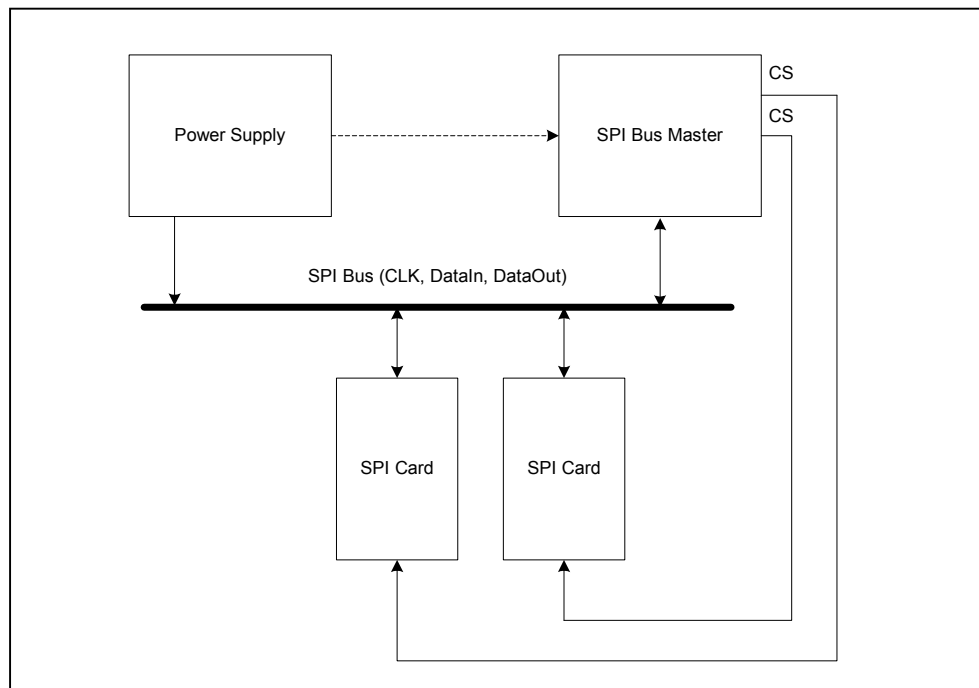 CS
CS
Power Supply
SPI Bus Master
SPI Bus (CLK, DataIn, DataOut)
SPI Card
SPI Card